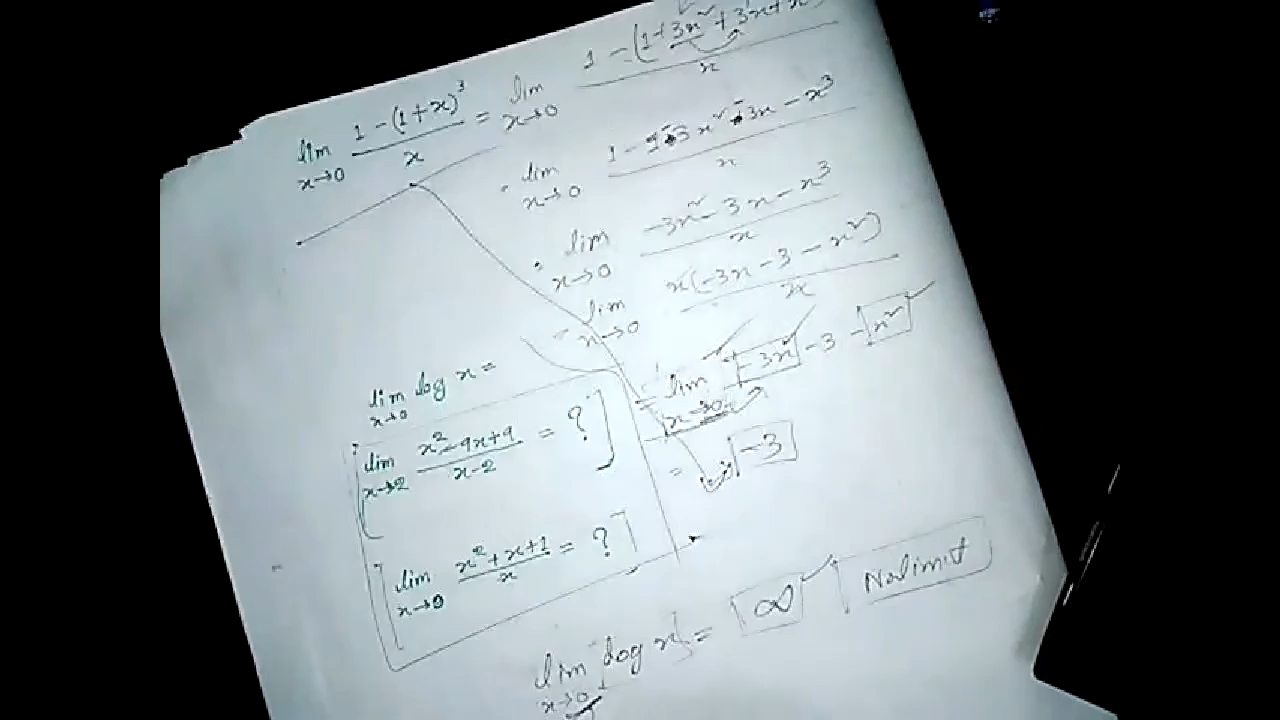 lim x→0 1-(1+x)³/x = lim x→0 1-(1+3x²+3x+x³)/x
lim x→0 1-1-3x²-3x-x³/x
lim x→0 -3x²-3x-x³/x
= lim x→0 x(-3x-3-x²)/x
= lim x→0 -3x-3-x²
= -3
lim x→0 log x =
lim x→2 x²-9x+9/x-2 = ?
lim x→0 x²+x+1/x = ?
lim x→0 log x = ∞ No limit